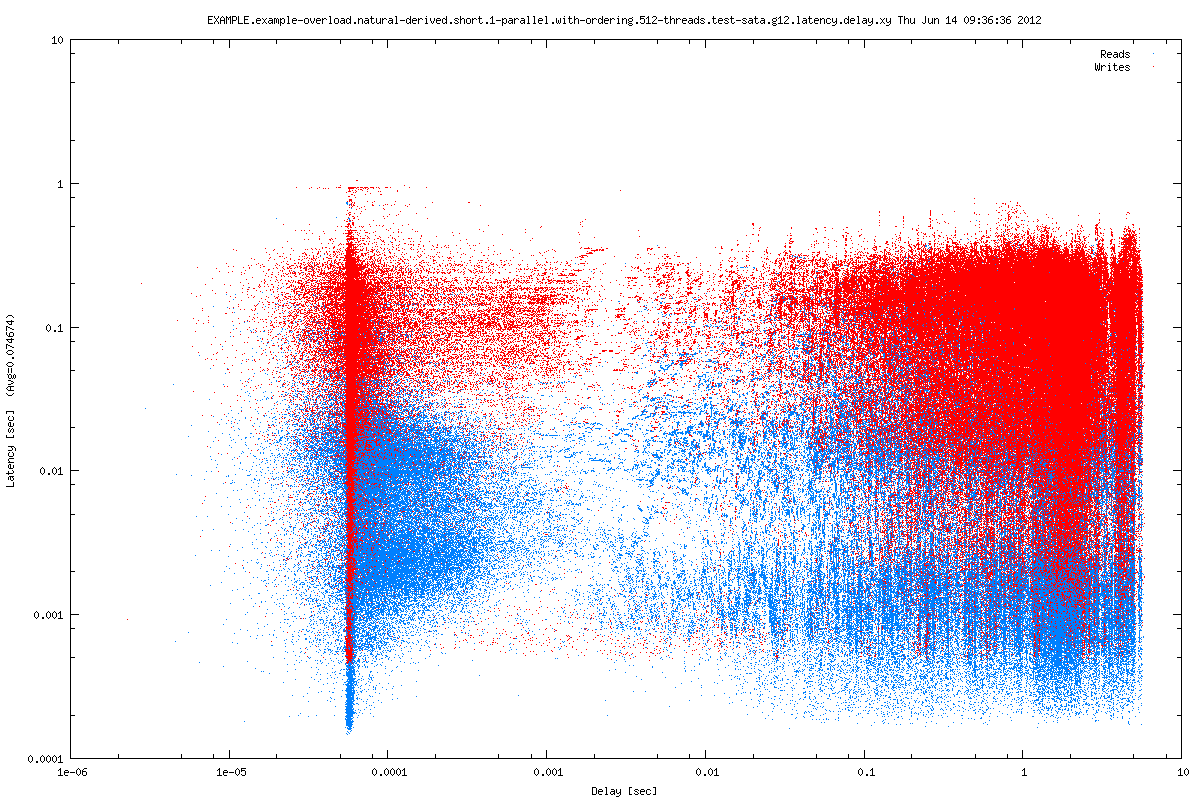 EXAMPLE.example-overload.natural-derived.short.1-parallel.with-ordering.512-threads.test-sata.g12.latency.delay.xy Thu Jun 14 09:36:36 2012
10
Reads
Writes
1
0.1
Latency [sec] (Avg=0.074674)
0.01
0.001
0.0001
1e-06 1e-05 0.0001 0.001 0.01 0.1 1 10
Delay [sec]